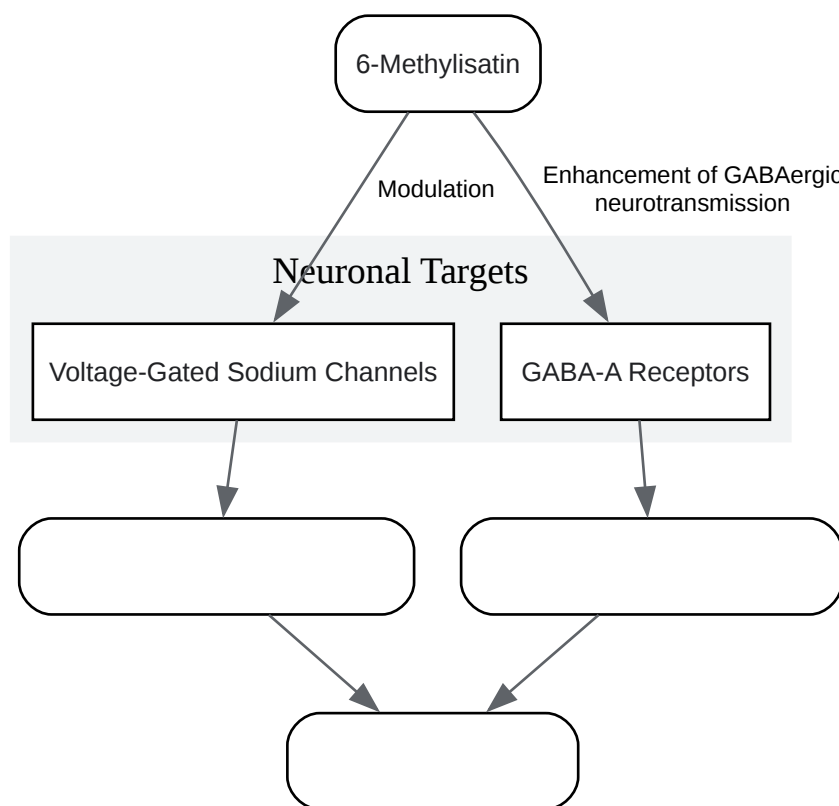 6-Methylisatin
Modulation
Enhancement of GABAergic
neurotransmission
Neuronal Targets
Voltage-Gated Sodium Channels
GABA-A Receptors